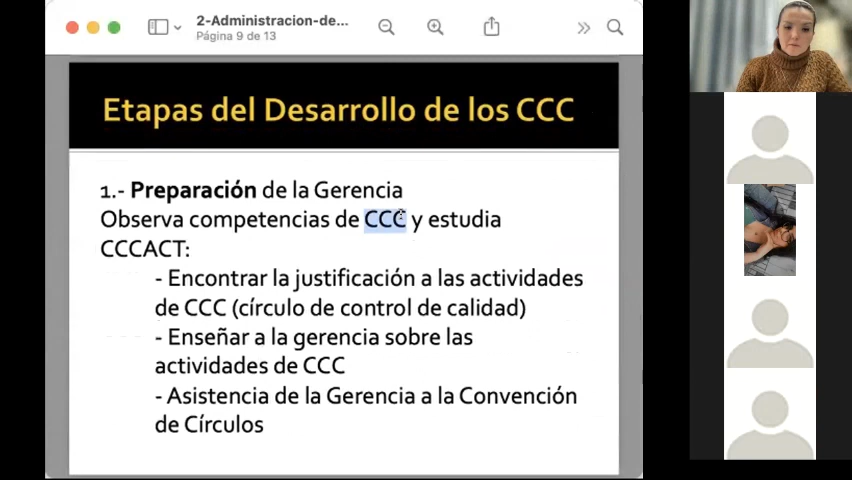 2-Administracion-de...
Página 9 de 13
Etapas del Desarrollo de los CCC
1.- Preparación de la Gerencia
Observa competencias de CCC y estudia
CCCACT:
- Encontrar la justificación a las actividades
de CCC (círculo de control de calidad)
- Enseñar a la gerencia sobre las
actividades de CCC
- Asistencia de la Gerencia a la Convención
de Círculos